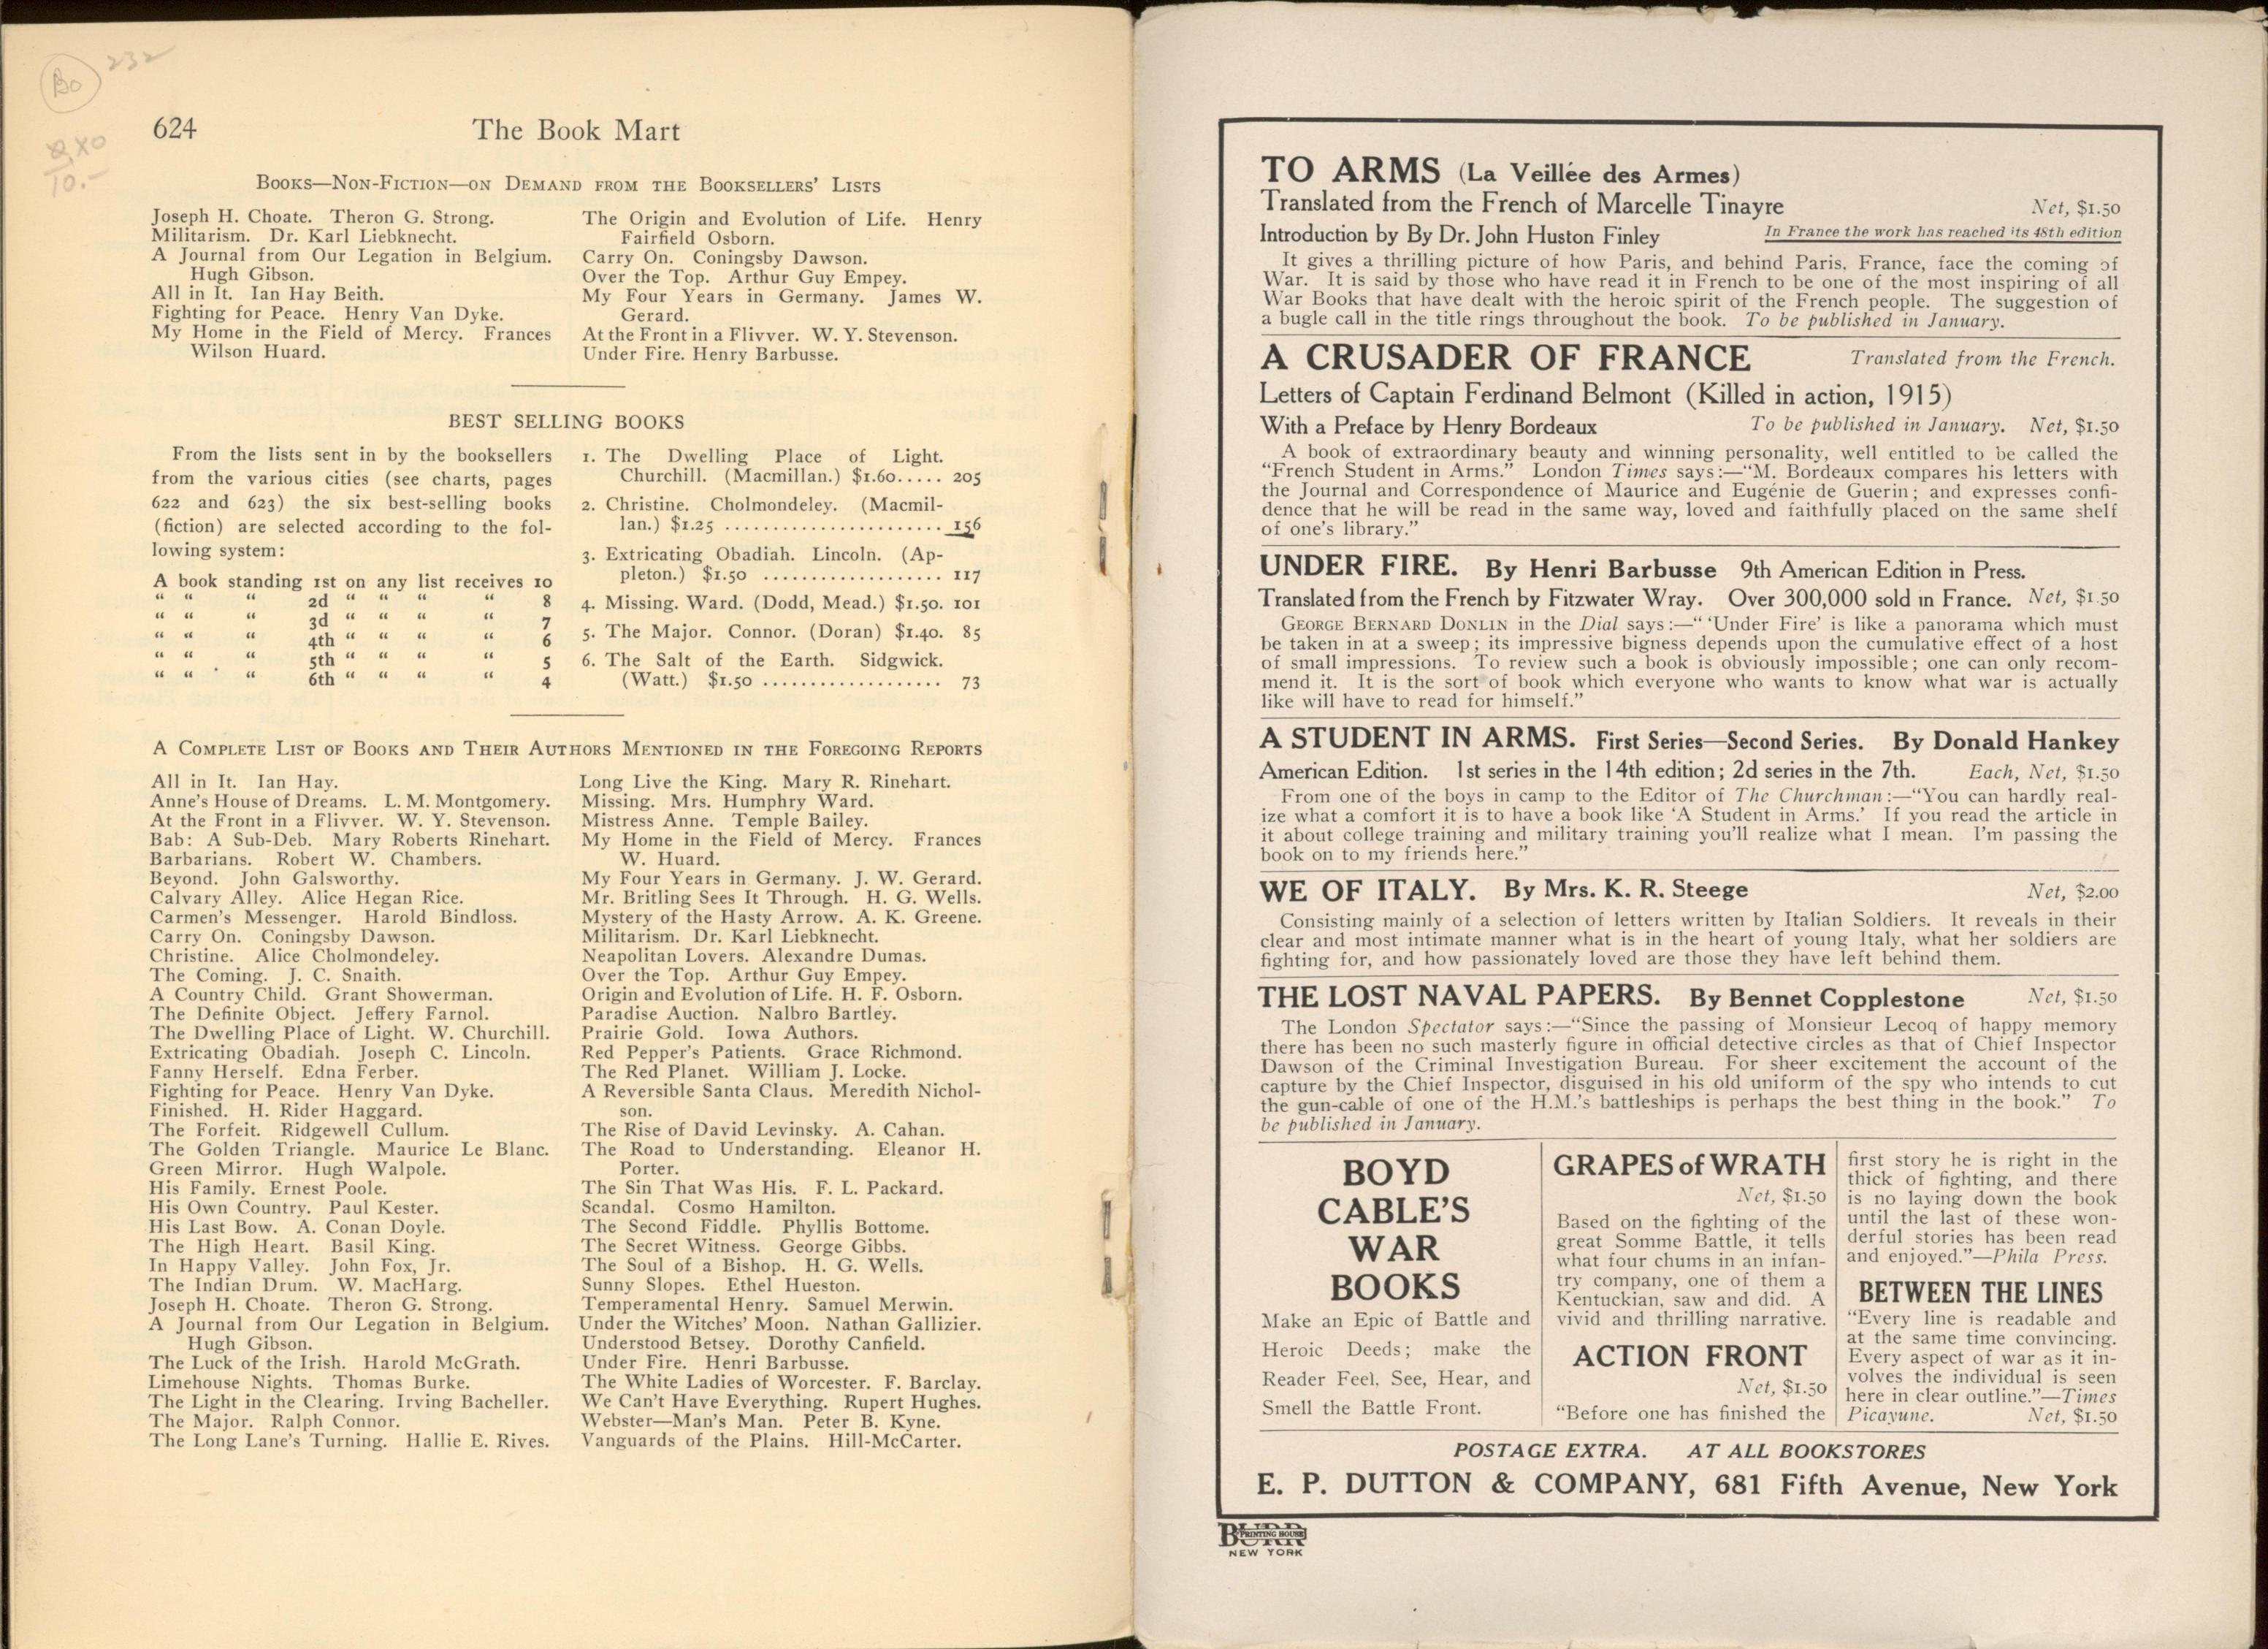 Bo
232
10.-
624
The Book Mart
Books—Non-Fiction—on Demand from the Booksellers' Lists
Joseph H. Choate. Theron G. Strong.
Militarism. Dr. Karl Liebknecht.
A Journal from Our Legation in Belgium.
Hugh Gibson.
All in It. Ian Hay Beith.
Fighting for Peace. Henry Van Dyke.
My Home in the Field of Mercy. Frances
Wilson Huard.
The Origin and Evolution of Life. Henry
Fairfield Osborn.
Carry On. Coningsby Dawson.
Over the Top. Arthur Guy Empey.
My Four Years in Germany. James W.
Gerard.
At the Front in a Flivver. W. Y. Stevenson.
Under Fire. Henry Barbusse.
BEST SELLING BOOKS
From the lists sent in by the booksellers
from the various cities (see charts, pages
622 and 623) the six best-selling books
(fiction) are selected according to the fol-
lowing system:
A book standing 1st on any list receives 10
“ “ “ 2d “ “ “ “ 8
“ “ “ 3d “ “ “ “ 7
“ “ “ 4th “ “ “ “ 6
“ “ “ 5th “ “ “ “ 5
“ “ “ 6th “ “ “ “ 4
1. The Dwelling Place of Light.
Churchill. (Macmillan.) $1.60..... 205
2. Christine. Cholmondeley. (Macmil-
lan.) $1.25 ...................... 156
3. Extricating Obadiah. Lincoln. (Ap-
pleton.) $1.50 .................. 117
4. Missing. Ward. (Dodd, Mead.) $1.50. 101
5. The Major. Connor. (Doran) $1.40. 85
6. The Salt of the Earth. Sidgwick.
(Watt.) $1.50 .................. 73
A Complete List of Books and Their Authors Mentioned in the Foregoing Reports
All in It. Ian Hay.
Anne's House of Dreams. L. M. Montgomery.
At the Front in a Flivver. W. Y. Stevenson.
Bab: A Sub-Deb. Mary Roberts Rinehart.
Barbarians. Robert W. Chambers.
Beyond. John Galsworthy.
Calvary Alley. Alice Hegan Rice.
Carmen's Messenger. Harold Bindloss.
Carry On. Coningsby Dawson.
Christine. Alice Cholmondeley.
The Coming. J. C. Snaith.
A Country Child. Grant Showerman.
The Definite Object. Jeffery Farnol.
The Dwelling Place of Light. W. Churchill.
Extricating Obadiah. Joseph C. Lincoln.
Fanny Herself. Edna Ferber.
Fighting for Peace. Henry Van Dyke.
Finished. H. Rider Haggard.
The Forfeit. Ridgewell Cullum.
The Golden Triangle. Maurice Le Blanc.
Green Mirror. Hugh Walpole.
His Family. Ernest Poole.
His Own Country. Paul Kester.
His Last Bow. A. Conan Doyle.
The High Heart. Basil King.
In Happy Valley. John Fox, Jr.
The Indian Drum. W. MacHarg.
Joseph H. Choate. Theron G. Strong.
A Journal from Our Legation in Belgium.
Hugh Gibson.
The Luck of the Irish. Harold McGrath.
Limehouse Nights. Thomas Burke.
The Light in the Clearing. Irving Bacheller.
The Major. Ralph Connor.
The Long Lane's Turning. Hallie E. Rives.
Long Live the King. Mary R. Rinehart.
Missing. Mrs. Humphry Ward.
Mistress Anne. Temple Bailey.
My Home in the Field of Mercy. Frances
W. Huard.
My Four Years in Germany. J. W. Gerard.
Mr. Britling Sees It Through. H. G. Wells.
Mystery of the Hasty Arrow. A. K. Greene.
Militarism. Dr. Karl Liebknecht.
Neapolitan Lovers. Alexandre Dumas.
Over the Top. Arthur Guy Empey.
Origin and Evolution of Life. H. F. Osborn.
Paradise Auction. Nalbro Bartley.
Prairie Gold. Iowa Authors.
Red Pepper's Patients. Grace Richmond.
The Red Planet. William J. Locke.
A Reversible Santa Claus. Meredith Nichol-
son.
The Rise of David Levinsky. A. Cahan.
The Road to Understanding. Eleanor H.
Porter.
The Sin That Was His. F. L. Packard.
Scandal. Cosmo Hamilton.
The Second Fiddle. Phyllis Bottome.
The Secret Witness. George Gibbs.
The Soul of a Bishop. H. G. Wells.
Sunny Slopes. Ethel Hueston.
Temperamental Henry. Samuel Merwin.
Under the Witches' Moon. Nathan Gallizier.
Understood Betsey. Dorothy Canfield.
Under Fire. Henri Barbusse.
The White Ladies of Worcester. F. Barclay.
We Can't Have Everything. Rupert Hughes.
Webster—Man's Man. Peter B. Kyne.
Vanguards of the Plains. Hill-McCarter.
TO ARMS (La Veillée des Armes)
Translated from the French of Marcelle Tinayre Net, $1.50
Introduction by By Dr. John Huston Finley In France the work has reached its 48th edition
It gives a thrilling picture of how Paris, and behind Paris, France, face the coming of
War. It is said by those who have read it in French to be one of the most inspiring of all
War Books that have dealt with the heroic spirit of the French people. The suggestion of
a bugle call in the title rings throughout the book. To be published in January.
A CRUSADER OF FRANCE Translated from the French.
Letters of Captain Ferdinand Belmont (Killed in action, 1915)
With a Preface by Henry Bordeaux To be published in January. Net, $1.50
A book of extraordinary beauty and winning personality, well entitled to be called the
“French Student in Arms.” London Times says:—“M. Bordeaux compares his letters with
the Journal and Correspondence of Maurice and Eugénie de Guerin; and expresses confi-
dence that he will be read in the same way, loved and faithfully placed on the same shelf
of one's library.”
UNDER FIRE. By Henri Barbusse 9th American Edition in Press.
Translated from the French by Fitzwater Wray. Over 300,000 sold in France. Net, $1.50
George Bernard Donlin in the Dial says:—“ ‘Under Fire’ is like a panorama which must
be taken in at a sweep; its impressive bigness depends upon the cumulative effect of a host
of small impressions. To review such a book is obviously impossible; one can only recom-
mend it. It is the sort of book which everyone who wants to know what war is actually
like will have to read for himself.”
A STUDENT IN ARMS. First Series—Second Series. By Donald Hankey
American Edition. 1st series in the 14th edition; 2d series in the 7th. Each, Net, $1.50
From one of the boys in camp to the Editor of The Churchman:—“You can hardly real-
ize what a comfort it is to have a book like ‘A Student in Arms.’ If you read the article in
it about college training and military training you'll realize what I mean. I'm passing the
book on to my friends here.”
WE OF ITALY. By Mrs. K. R. Steege Net, $2.00
Consisting mainly of a selection of letters written by Italian Soldiers. It reveals in their
clear and most intimate manner what is in the heart of young Italy, what her soldiers are
fighting for, and how passionately loved are those they have left behind them.
THE LOST NAVAL PAPERS. By Bennet Copplestone Net, $1.50
The London Spectator says:—“Since the passing of Monsieur Lecoq of happy memory
there has been no such masterly figure in official detective circles as that of Chief Inspector
Dawson of the Criminal Investigation Bureau. For sheer excitement the account of the
capture by the Chief Inspector, disguised in his old uniform of the spy who intends to cut
the gun-cable of one of the H.M.'s battleships is perhaps the best thing in the book.” To
be published in January.
BOYD
CABLE'S
WAR
BOOKS
Make an Epic of Battle and
Heroic Deeds; make the
Reader Feel, See, Hear, and
Smell the Battle Front.
GRAPES of WRATH
Net, $1.50
Based on the fighting of the
great Somme Battle, it tells
what four chums in an infan-
try company, one of them a
Kentuckian, saw and did. A
vivid and thrilling narrative.
ACTION FRONT
Net, $1.50
“Before one has finished the
first story he is right in the
thick of fighting, and there
is no laying down the book
until the last of these won-
derful stories has been read
and enjoyed.”—Phila Press.
BETWEEN THE LINES
“Every line is readable and
at the same time convincing.
Every aspect of war as it in-
volves the individual is seen
here in clear outline.”—Times
Picayune. Net, $1.50
POSTAGE EXTRA. AT ALL BOOKSTORES
E. P. DUTTON & COMPANY, 681 Fifth Avenue, New York
BURR
PRINTING HOUSE
NEW YORK